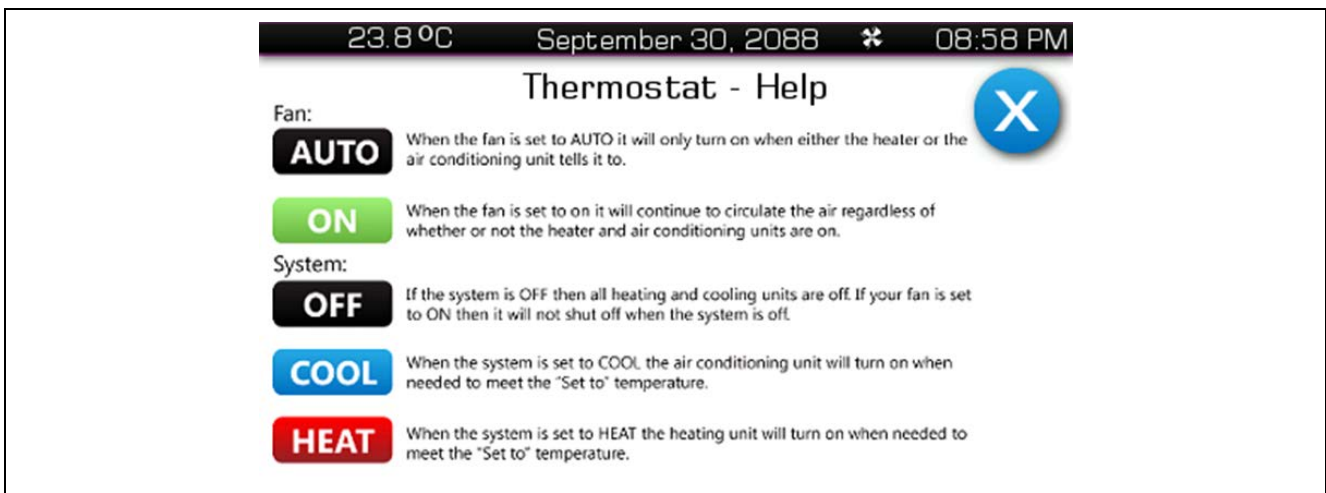 23.8 ºC September 30, 2088 08:58 PM
Thermostat - Help
X
Fan:
AUTO When the fan is set to AUTO it will only turn on when either the heater or the
air conditioning unit tells it to.
ON When the fan is set to on it will continue to circulate the air regardless of
whether or not the heater and air conditioning units are on.
System:
OFF If the system is OFF then all heating and cooling units are off. If your fan is set
to ON then it will not shut off when the system is off.
COOL When the system is set to COOL the air conditioning unit will turn on when
needed to meet the "Set to" temperature.
HEAT When the system is set to HEAT the heating unit will turn on when needed to
meet the "Set to" temperature.